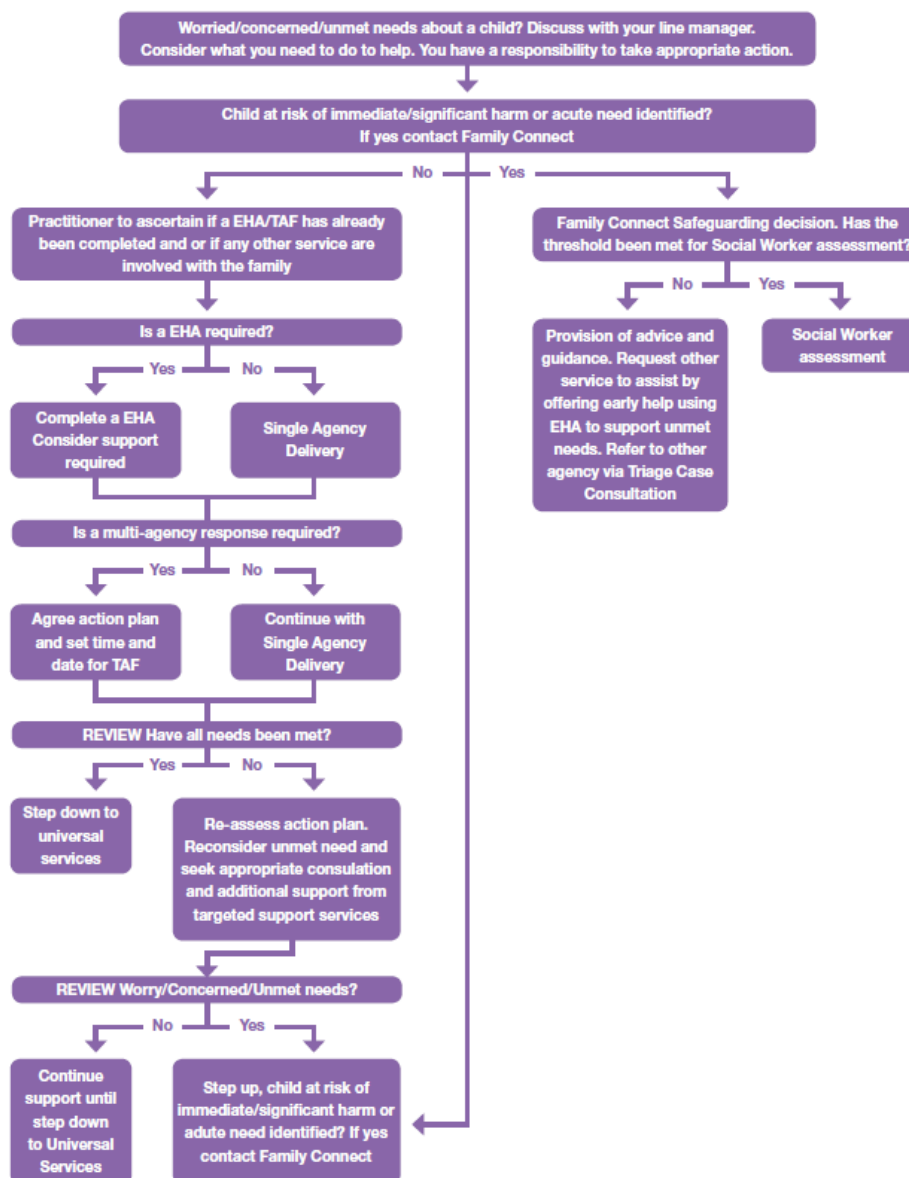 Worried/concerned/unmet needs about a child? Discuss with your line manager.
Consider what you need to do to help. You have a responsibility to take appropriate action.
Child at risk of immediate/significant harm or acute need identified?
If yes contact Family Connect
No
Yes
Practitioner to ascertain if a EHA/TAF has already
been completed and or if any other service are
involved with the family
Family Connect Safeguarding decision. Has the
threshold been met for Social Worker assessment?
No
Yes
Is a EHA required?
Yes
No
Provision of advice and
guidance. Request other
service to assist by
offering early help using
EHA to support unmet
needs. Refer to other
agency via Triage Case
Consultation
Social Worker
assessment
Complete a EHA
Consider support
required
Single Agency
Delivery
Is a multi-agency response required?
Yes
No
Agree action plan
and set time and
date for TAF
Continue with
Single Agency
Delivery
REVIEW Have all needs been met?
Yes
No
Step down to
universal
services
Re-assess action plan.
Reconsider unmet need and
seek appropriate consulation
and additional support from
targeted support services
REVIEW Worry/Concerned/Unmet needs?
No
Yes
Continue
support until
step down
to Universal
Services
Step up, child at risk of
immediate/significant harm or
adute need identified? If yes
contact Family Connect